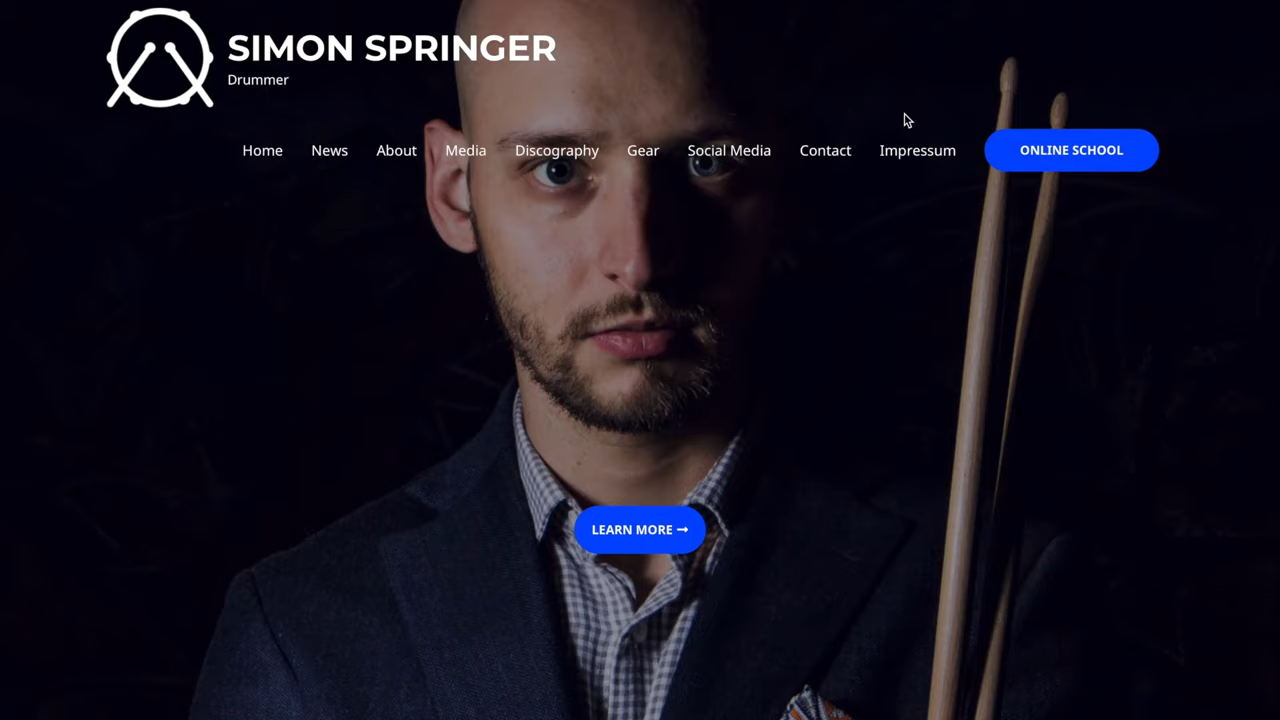 SIMON SPRINGER
Drummer
Home News About Media Discography Gear Social Media Contact Impressum ONLINE SCHOOL
LEARN MORE →